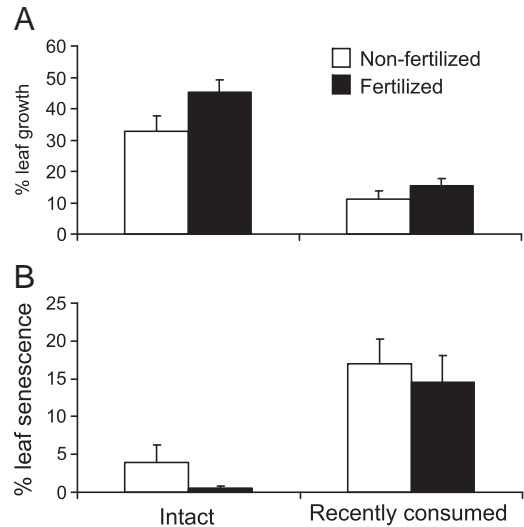 A
60
50
40
30
20
10
0
% leaf growth
Non-fertilized
Fertilized
B
25
20
15
10
5
0
% leaf senescence
Intact
Recently consumed